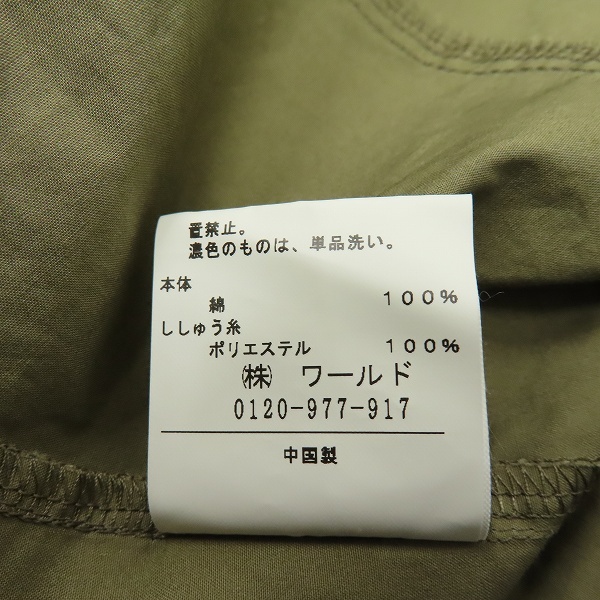 置禁止。
濃色のものは、単品洗い。
本体
綿 100%
ししゅう糸
ポリエステル 100%
㈱ ワールド
0120-977-917
中国製